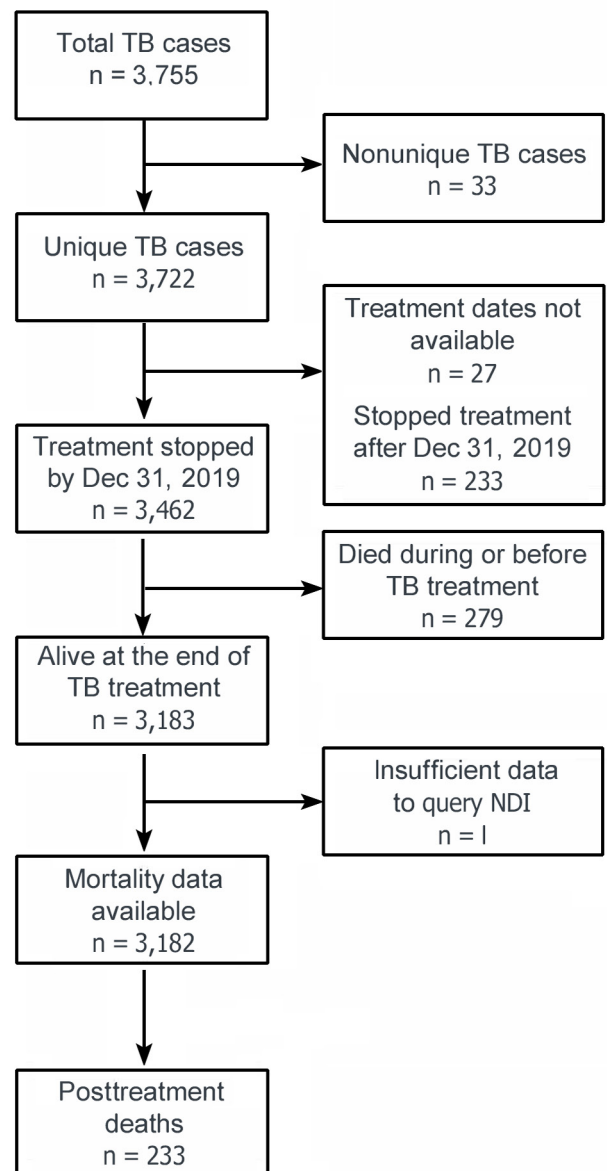 Total TB cases
n = 3.755
Nonunique TB cases
n = 33
Unique TB cases
n = 3,722
Treatment dates not
available
n = 27
Stopped treatment
after Dec 31, 2019
n = 233
Treatment stopped
by Dec 31, 2019
n = 3,462
Died during or before
TB treatment
n = 279
Alive at the end of
TB treatment
n = 3,183
Insufficient data
to query NDI
n = l
Mortality data
available
n = 3,182
Posttreatment
deaths
n = 233